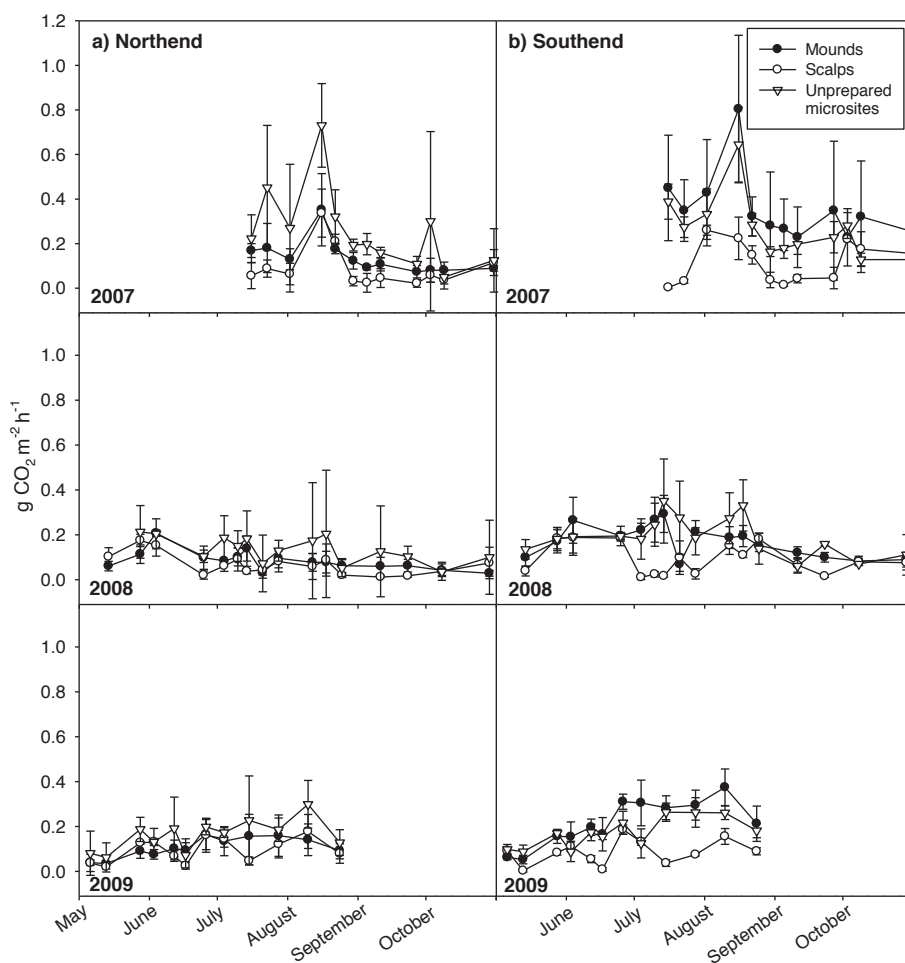 1.2
1.0
0.8
0.6
0.4
0.2
0.0
a) Northend
2007
b) Southend
Mounds
Scalps
Unprepared
microsites
2007
g CO₂ m⁻² h⁻¹
1.0
0.8
0.6
0.4
0.2
0.0
2008
2008
1.0
0.8
0.6
0.4
0.2
0.0
2009
2009
May
June
July
August
September
October
June
July
August
September
October